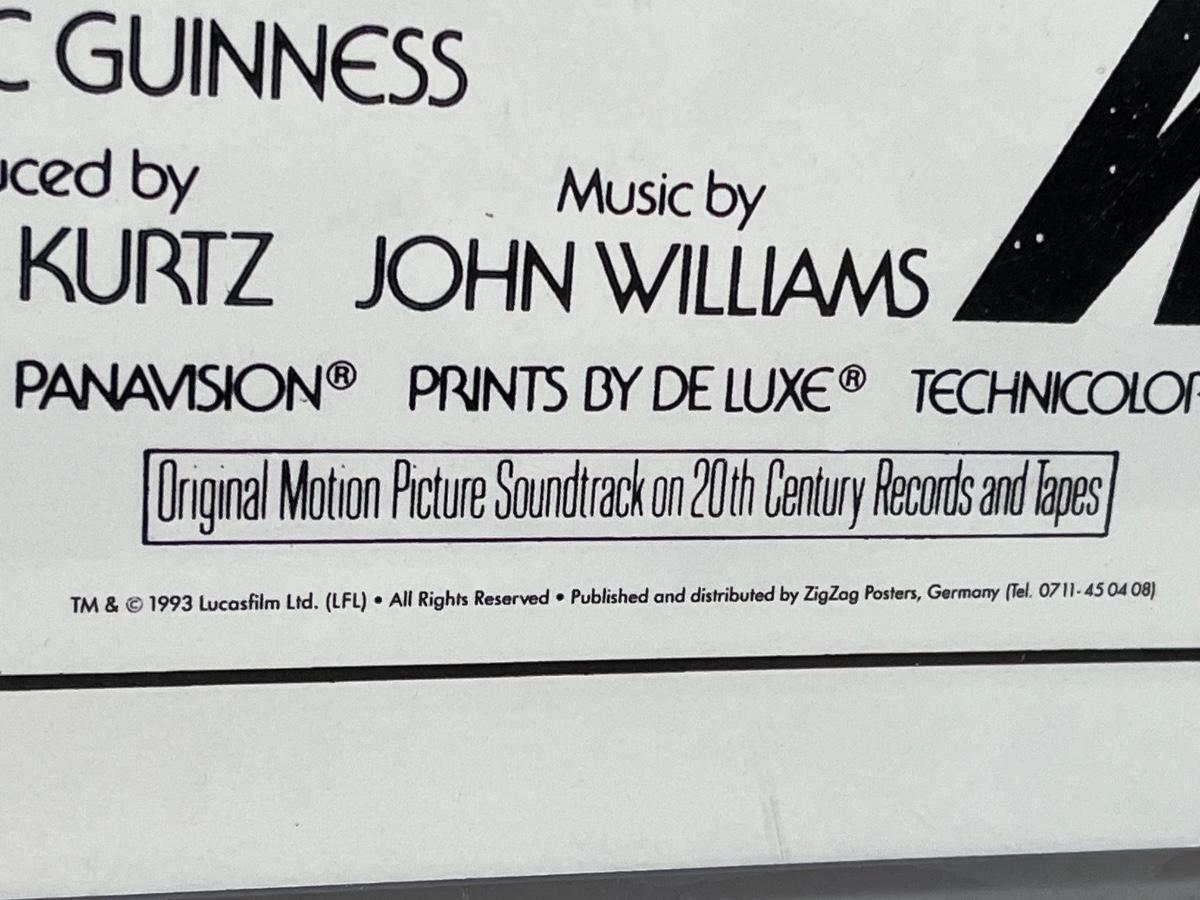 C GUINNESS
uced by
Music by
KURTZ JOHN WILLIAMS
PANAVISION® PRINTS BY DE LUXE® TECHNICOLOR
Original Motion Picture Soundtrack on 20th Century Records and Tapes
TM & © 1993 Lucasfilm Ltd. (LFL) • All Rights Reserved • Published and distributed by ZigZag Posters, Germany (Tel. 0711-45 04 08)